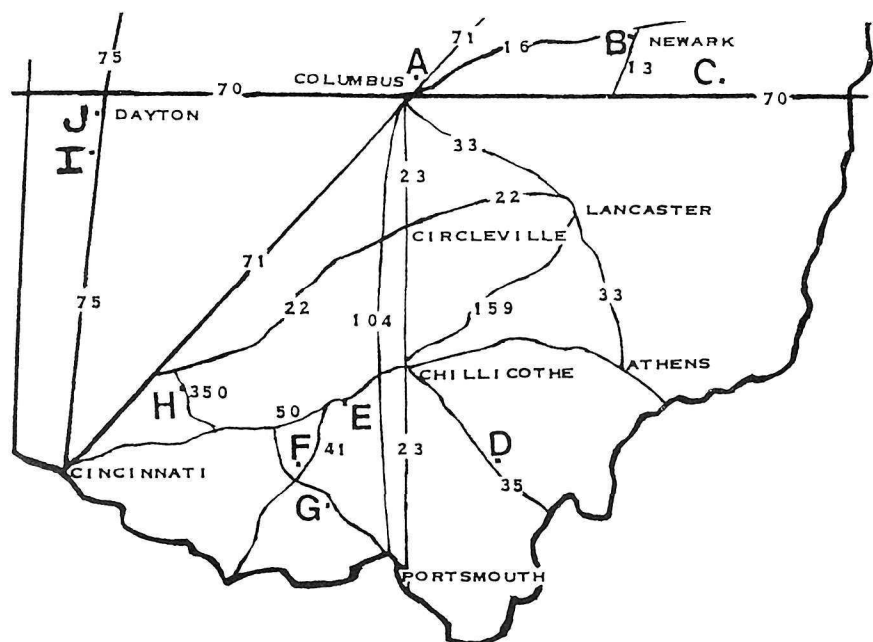 71
75
16
B
NEWARK
A
COLUMBUS
13
C
70
70
J
DAYTON
I
33
23
22
LANCASTER
CIRCLEVILLE
71
33
75
22
104
159
ATHENS
CHILLICOTHE
H
350
50
E
F
41
23
D
CINCINNATI
35
G
PORTSMOUTH